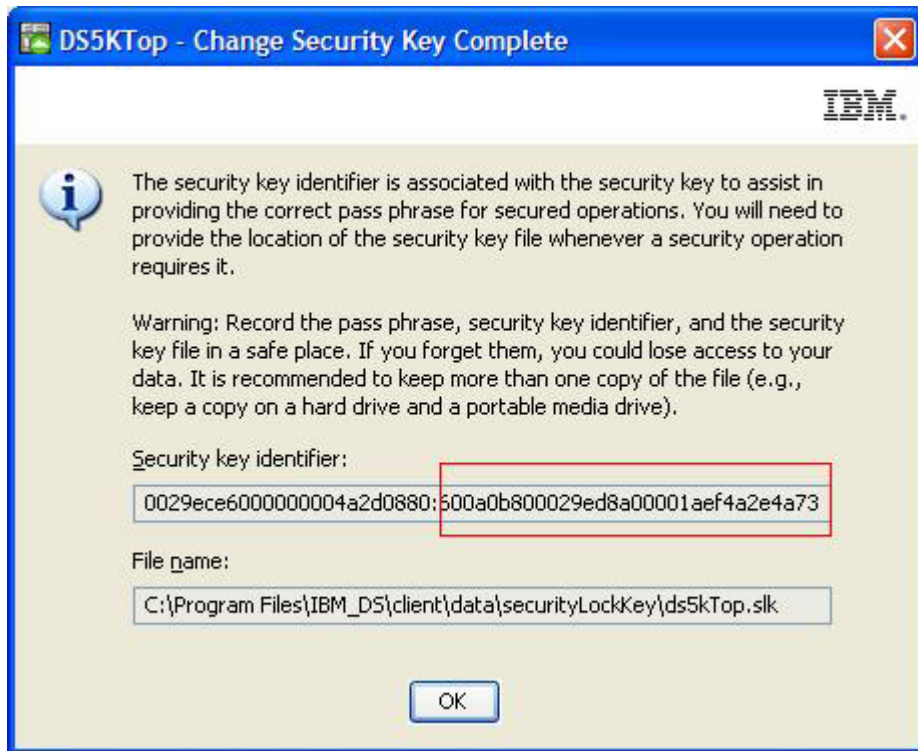 DS5KTop - Change Security Key Complete
IBM.
The security key identifier is associated with the security key to assist in
providing the correct pass phrase for secured operations. You will need to
provide the location of the security key file whenever a security operation
requires it.
Warning: Record the pass phrase, security key identifier, and the security
key file in a safe place. If you forget them, you could lose access to your
data. It is recommended to keep more than one copy of the file (e.g.,
keep a copy on a hard drive and a portable media drive).
Security key identifier:
0029ece6000000004a2d0880:600a0b800029ed8a00001aef4a2e4a73
File name:
C:\Program Files\IBM_DS\client\data\securityLockKey\ds5kTop.slk
OK